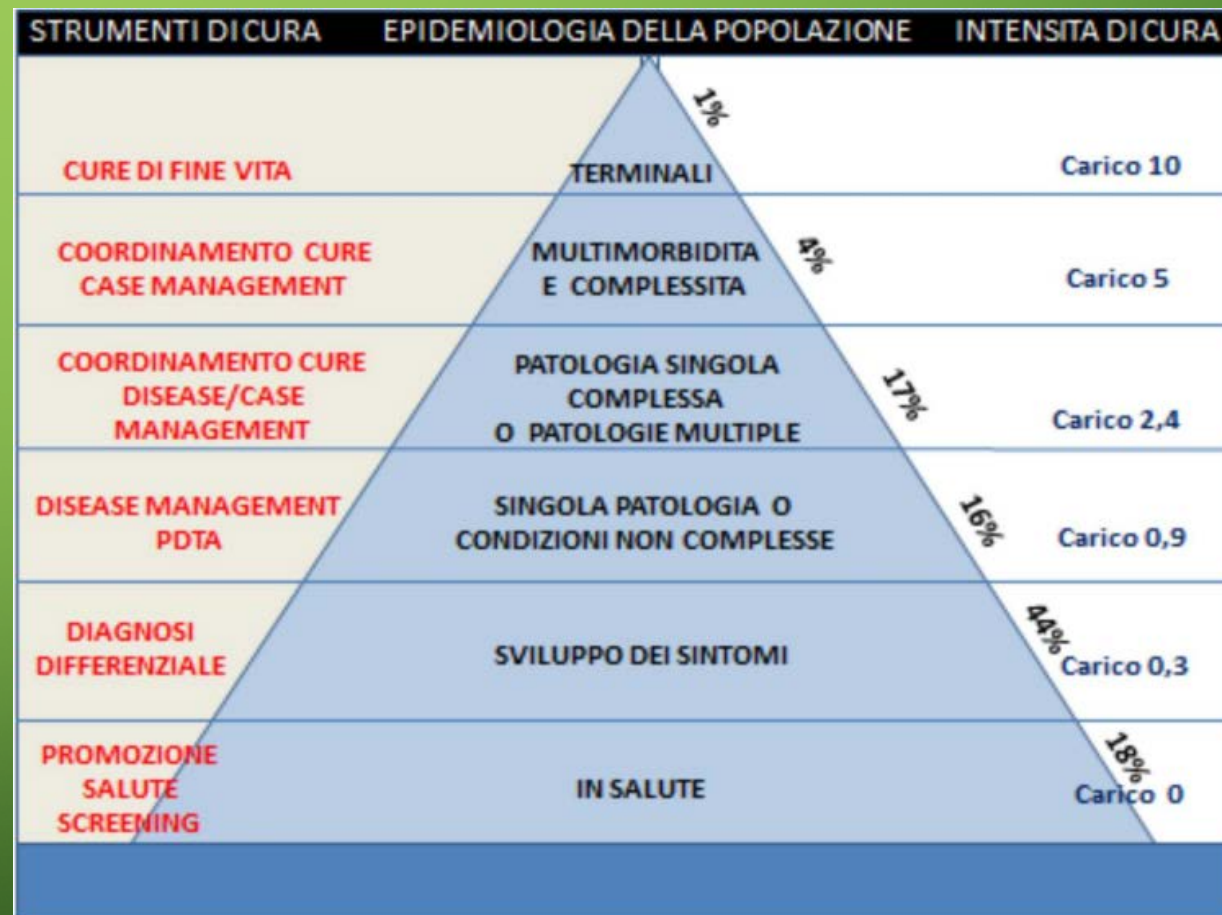 STRUMENTI DI CURA EPIDEMIOLOGIA DELLA POPOLAZIONE INTENSITA DI CURA
1%
CURE DI FINE VITA TERMINALI Carico 10
COORDINAMENTO CURE
CASE MANAGEMENT
MULTIMORBIDITA
E COMPLESSITA
4%
Carico 5
COORDINAMENTO CURE
DISEASE/CASE
MANAGEMENT
PATOLOGIA SINGOLA
COMPLESSA
O PATOLOGIE MULTIPLE
17%
Carico 2,4
DISEASE MANAGEMENT
PDTA
SINGOLA PATOLOGIA O
CONDIZIONI NON COMPLESSE
16%
Carico 0,9
DIAGNOSI
DIFFERENZIALE
SVILUPPO DEI SINTOMI
44%
Carico 0,3
PROMOZIONE
SALUTE
SCREENING
IN SALUTE
18%
Carico 0